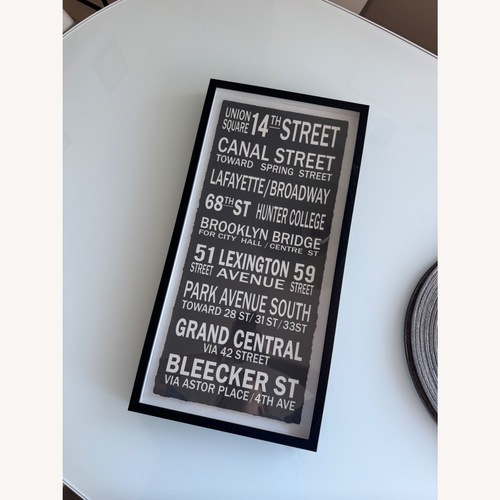 UNION SQUARE 14TH STREET
CANAL STREET
TOWARD SPRING STREET
LAFAYETTE/BROADWAY
68TH ST HUNTER COLLEGE
BROOKLYN BRIDGE
FOR CITY HALL/CENTRE ST
51 STREET LEXINGTON AVENUE 59 STREET
PARK AVENUE SOUTH
TOWARD 28 ST/31 ST/33ST
GRAND CENTRAL
VIA 42 STREET
BLEECKER ST
VIA ASTOR PLACE/4TH AVE